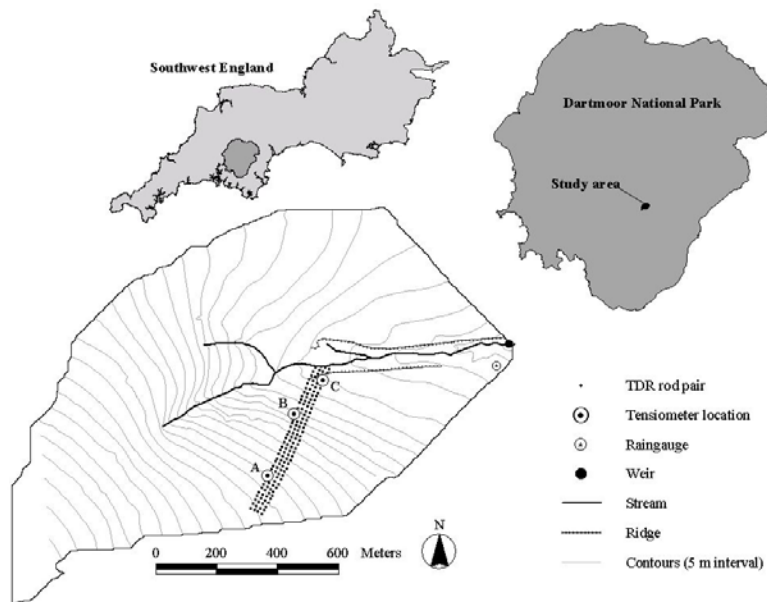 Southwest England
Dartmoor National Park
Study area
C
B
A
TDR rod pair
Tensiometer location
Raingauge
Weir
Stream
Ridge
Contours (5 m interval)
N
0 200 400 600 Meters